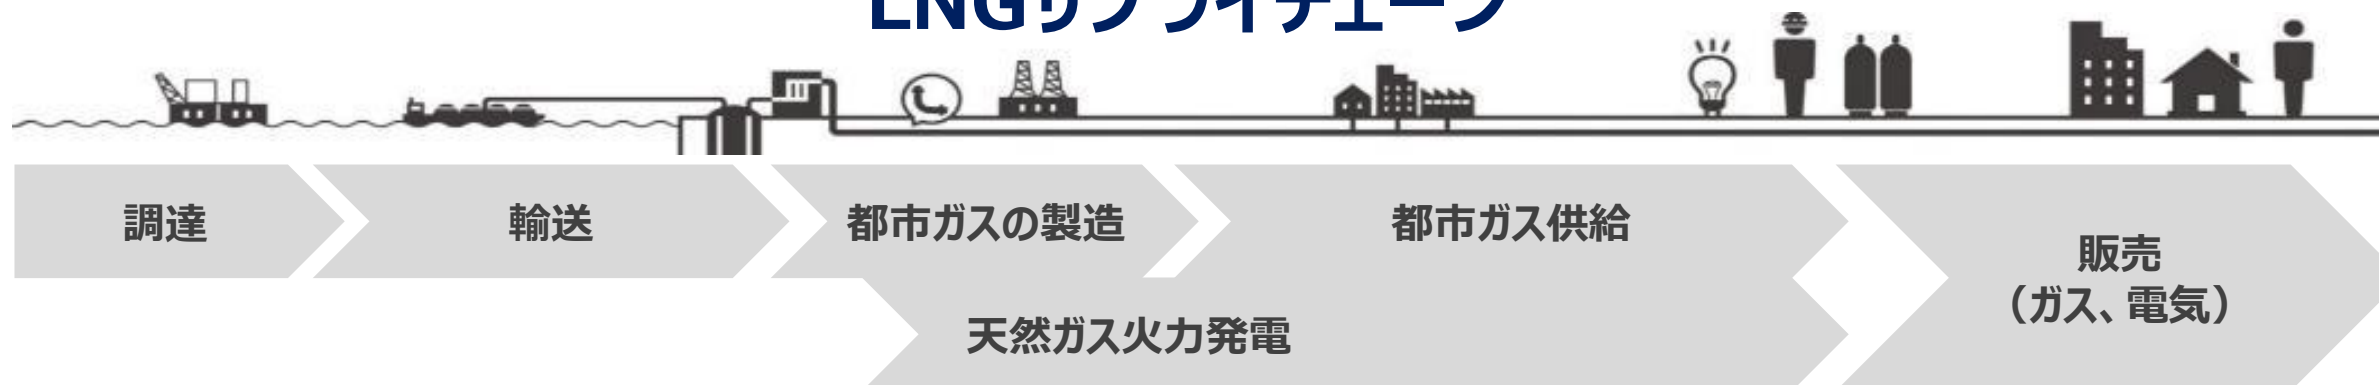 LNGサプライチェーン
調達
輸送
都市ガスの製造
都市ガス供給
天然ガス火力発電
販売
(ガス、電気)